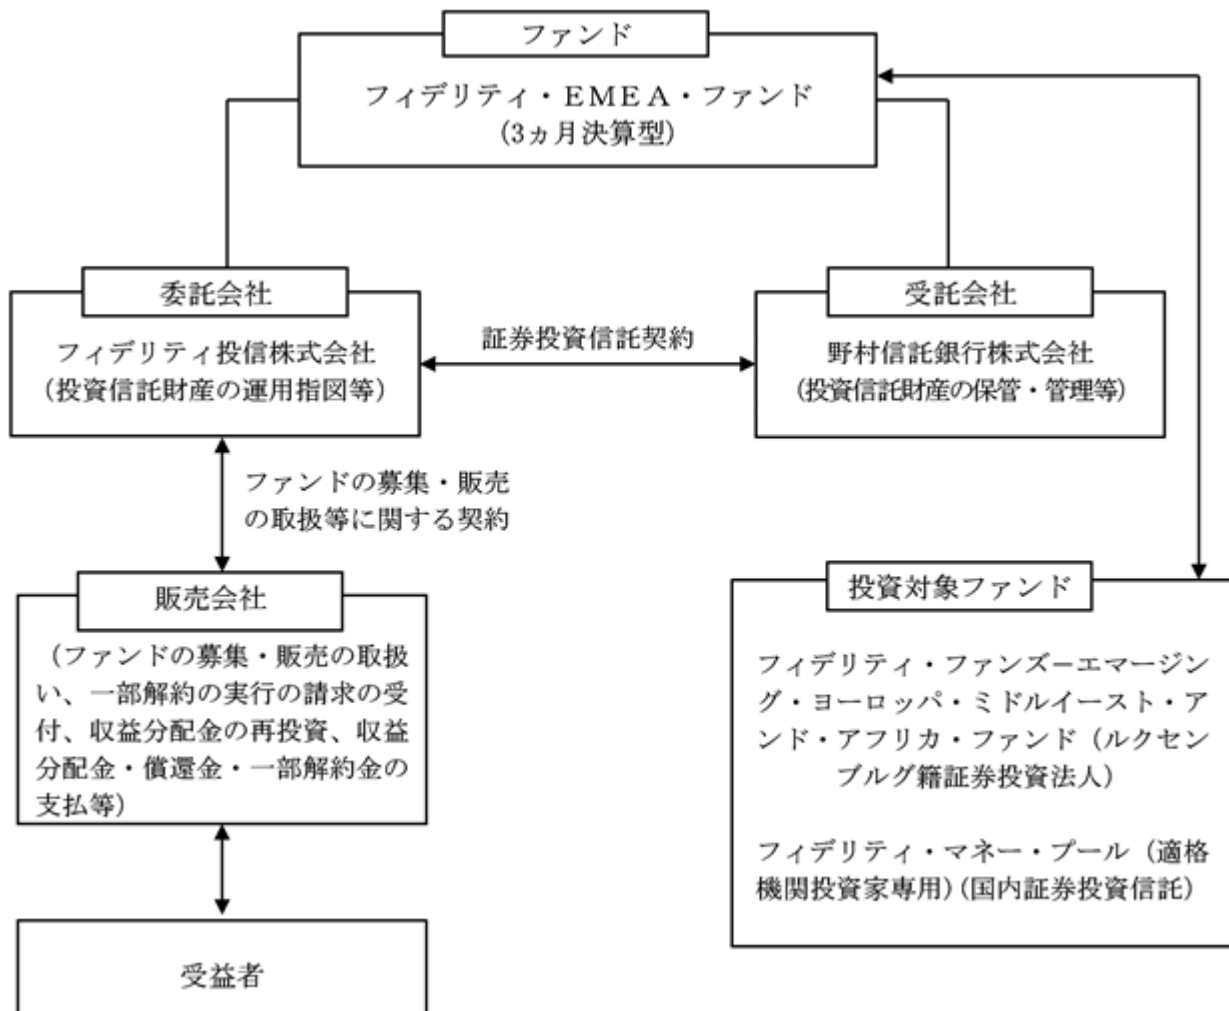 ファンド
フィデリティ・ＥＭＥＡ・ファンド
(3ヵ月決算型)
委託会社
フィデリティ投信株式会社
（投資信託財産の運用指図等）
証券投資信託契約
受託会社
野村信託銀行株式会社
（投資信託財産の保管・管理等）
ファンドの募集・販売
の取扱等に関する契約
販売会社
（ファンドの募集・販売の取扱
い、一部解約の実行の請求の受
付、収益分配金の再投資、収益
分配金・償還金・一部解約金の
支払等）
投資対象ファンド
フィデリティ・ファンズ－エマージン
グ・ヨーロッパ・ミドルイースト・ア
ンド・アフリカ・ファンド（ルクセン
ブルグ籍証券投資法人）
フィデリティ・マネー・プール（適格
機関投資家専用）(国内証券投資信託）
受益者